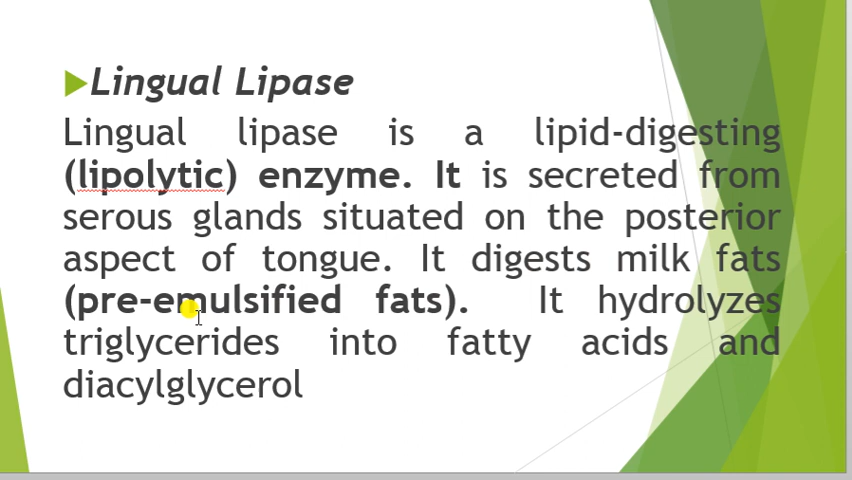 Lingual Lipase
Lingual lipase is a lipid-digesting
(lipolytic) enzyme. It is secreted from
serous glands situated on the posterior
aspect of tongue. It digests milk fats
(pre-emulsified fats). It hydrolyzes
triglycerides into fatty acids and
diacylglycerol